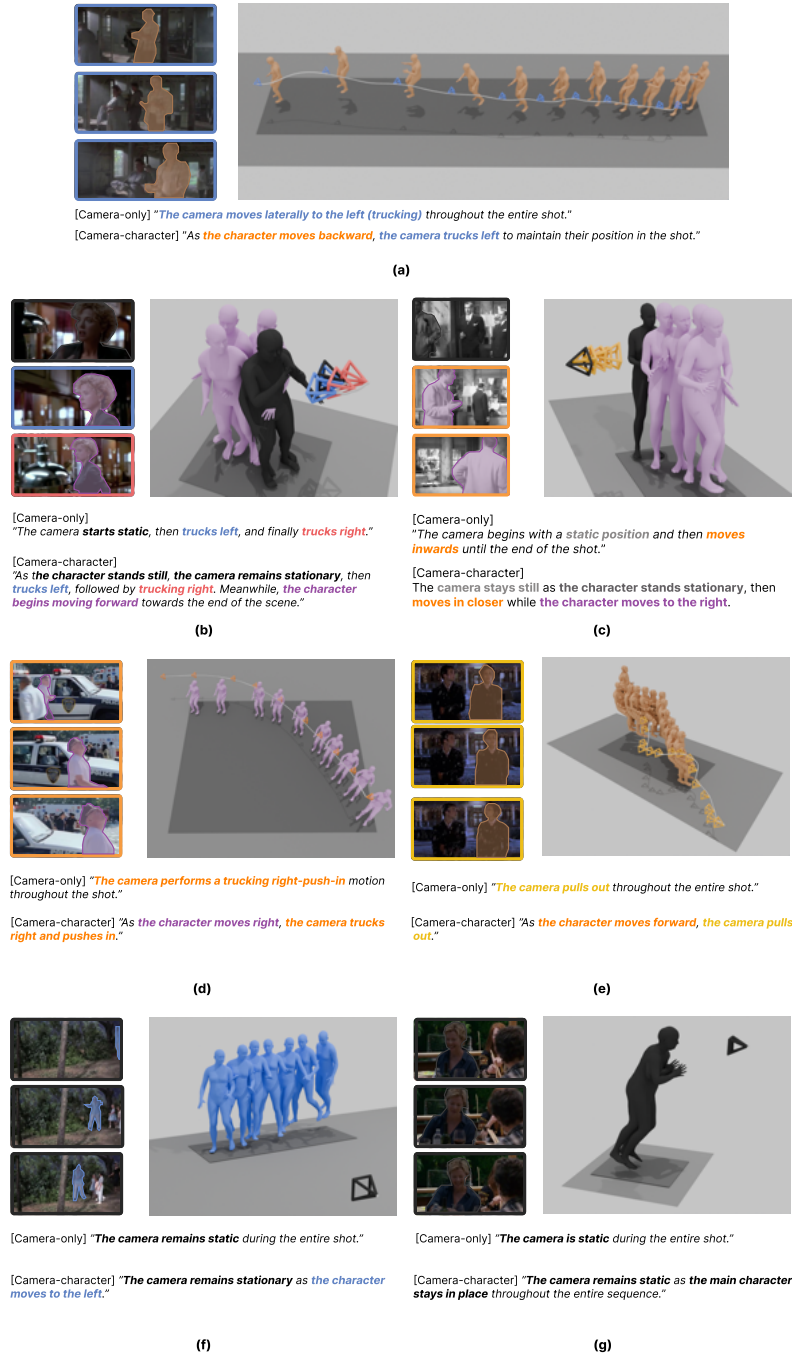 [Camera-only] "The camera moves laterally to the left (trucking) throughout the entire shot."
[Camera-character] "As the character moves backward, the camera trucks left to maintain their position in the shot."
(a)
[Camera-only]
"The camera starts static, then trucks left, and finally trucks right."
[Camera-character]
"As the character stands still, the camera remains stationary, then
trucks left, followed by trucking right. Meanwhile, the character
begins moving forward towards the end of the scene."
(b)
[Camera-only]
"The camera begins with a static position and then moves
inwards until the end of the shot."
[Camera-character]
The camera stays still as the character stands stationary, then
moves in closer while the character moves to the right.
(c)
[Camera-only] "The camera performs a trucking right-push-in motion
throughout the shot."
[Camera-character] "As the character moves right, the camera trucks
right and pushes in."
(d)
[Camera-only] "The camera pulls out throughout the entire shot."
[Camera-character] "As the character moves forward, the camera pulls
out."
(e)
[Camera-only] "The camera remains static during the entire shot."
[Camera-character] "The camera remains stationary as the character
moves to the left."
(f)
[Camera-only] "The camera is static during the entire shot."
[Camera-character] "The camera remains static as the main character
stays in place throughout the entire sequence."
(g)